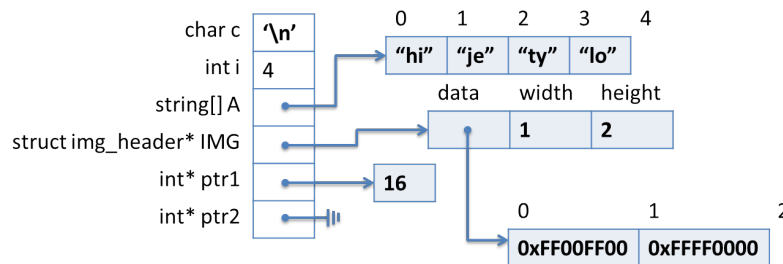 0 1 2 3 4
char c ‘\n’
“hi” “je” “ty” “lo”
int i 4
string[] A
data width height
struct img_header* IMG
1 2
int* ptr1 16
int* ptr2
0 1 2
0xFF00FF00 0xFFFF0000